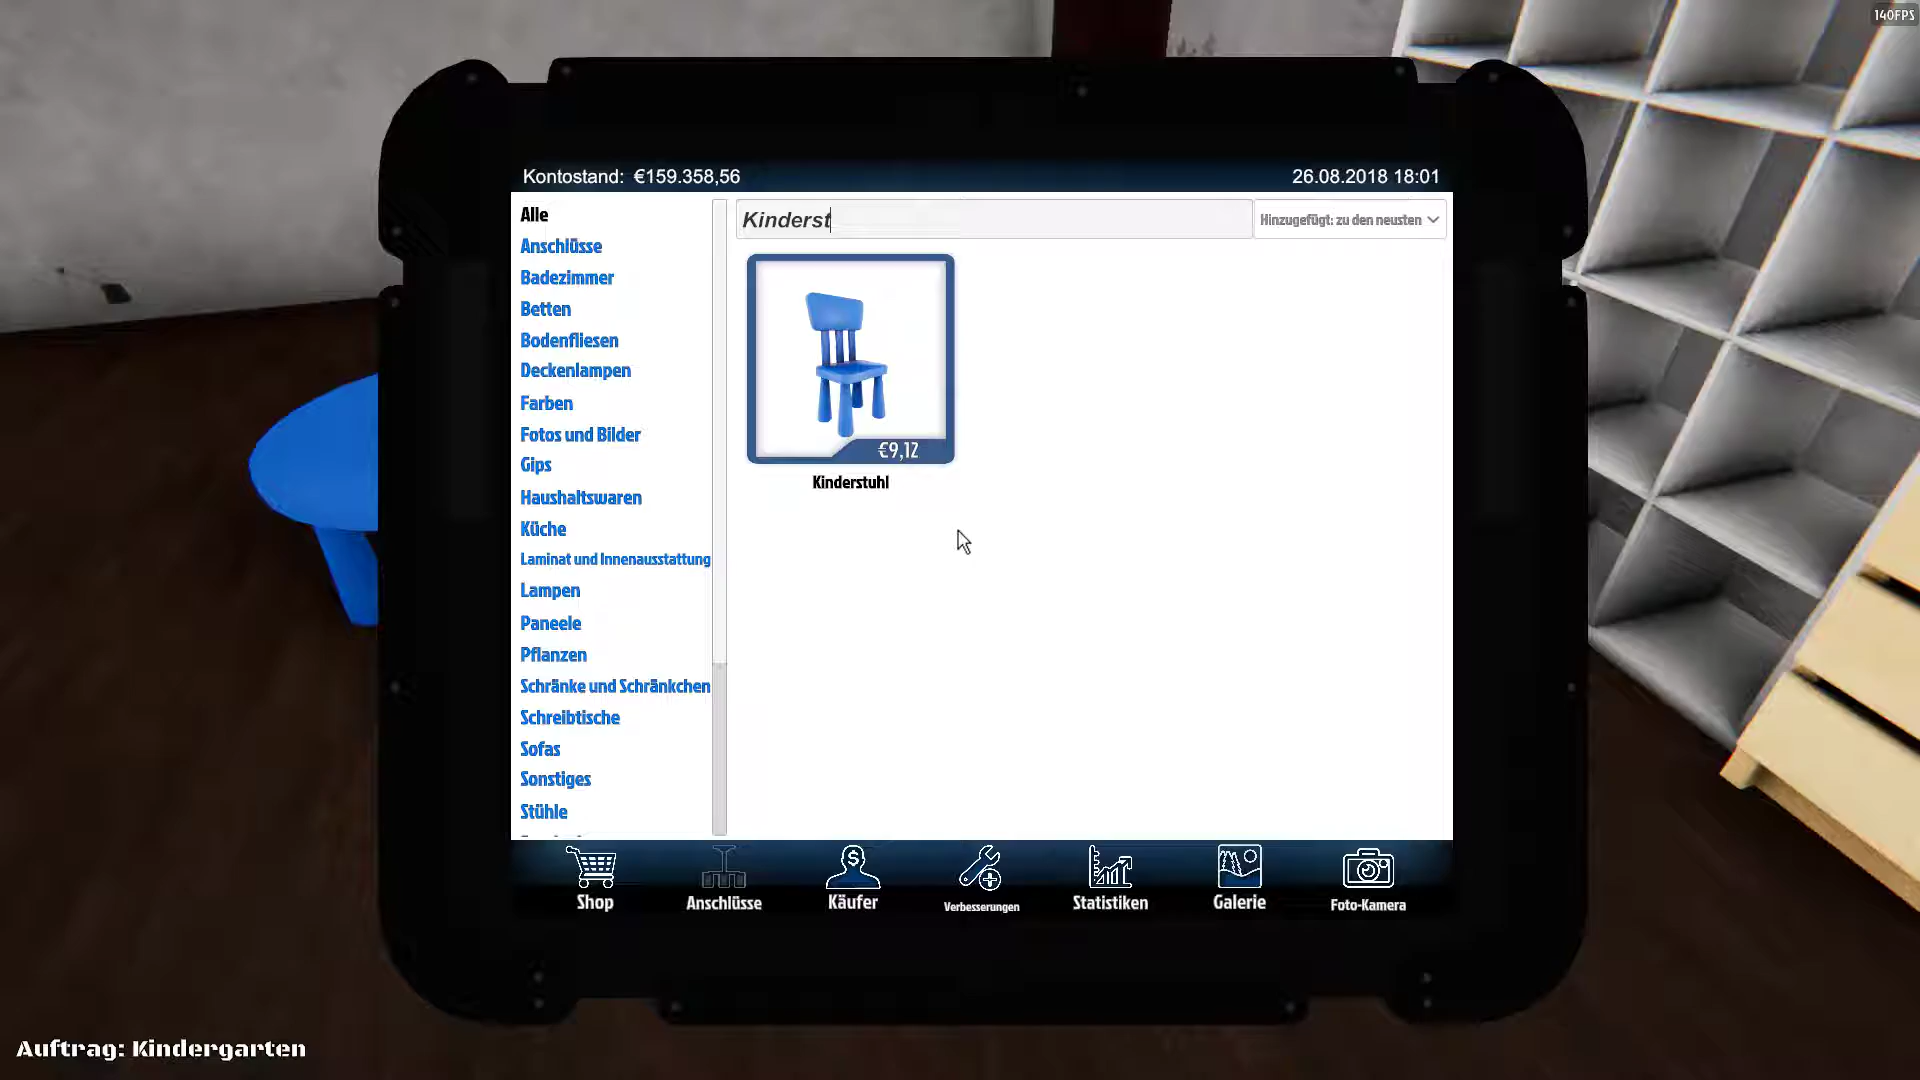 140FPS
Kontostand: €159.358,56
26.08.2018 18:01
Alle
Anschlüsse
Badezimmer
Betten
Bodenfliesen
Deckenlampen
Farben
Fotos und Bilder
Gips
Haushaltswaren
Küche
Laminat und Innenausstattung
Lampen
Paneele
Pflanzen
Schränke und Schränkchen
Schreibtische
Sofas
Sonstiges
Stühle
Kinderst
Hinzugefügt: zu den neusten
€9,12
Kinderstuhl
Shop
Anschlüsse
Käufer
Verbesserungen
Statistiken
Galerie
Foto-Kamera
Auftrag: Kindergarten